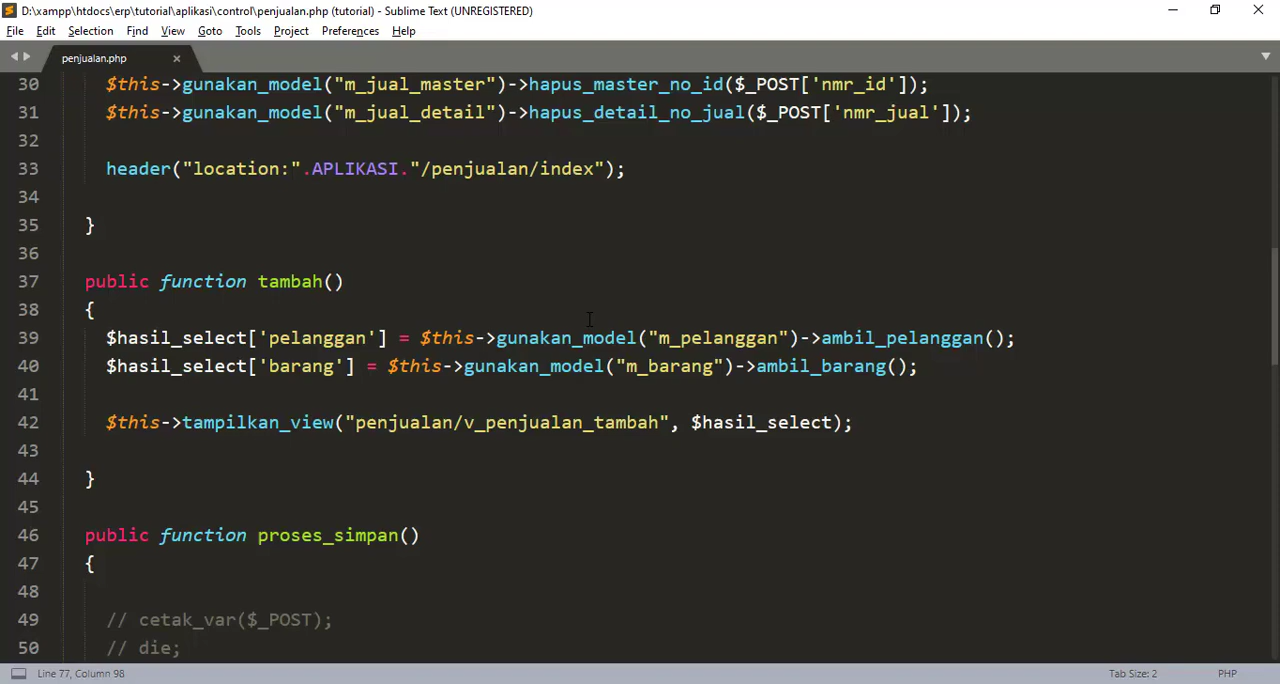 D:\xampp\htdocs\erp\tutorial\aplikasi\control\penjualan.php (tutorial) - Sublime Text (UNREGISTERED)
File Edit Selection Find View Goto Tools Project Preferences Help
penjualan.php
30 $this->gunakan_model("m_jual_master")->hapus_master_no_id($_POST['nmr_id']);
31 $this->gunakan_model("m_jual_detail")->hapus_detail_no_jual($_POST['nmr_jual']);
32
33 header("location:".APLIKASI."/penjualan/index");
34
35 }
36
37 public function tambah()
38 {
39 $hasil_select['pelanggan'] = $this->gunakan_model("m_pelanggan")->ambil_pelanggan();
40 $hasil_select['barang'] = $this->gunakan_model("m_barang")->ambil_barang();
41
42 $this->tampilkan_view("penjualan/v_penjualan_tambah", $hasil_select);
43
44 }
45
46 public function proses_simpan()
47 {
48
49 // cetak_var($_POST);
50 // die;
Line 77, Column 98 Tab Size: 2 PHP